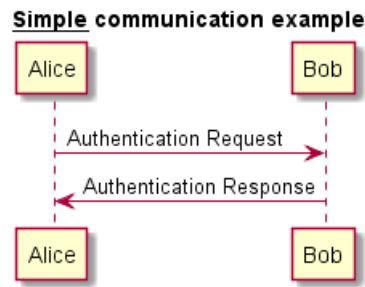 Simple communication example
Alice Bob
Authentication Request
Authentication Response
Alice Bob